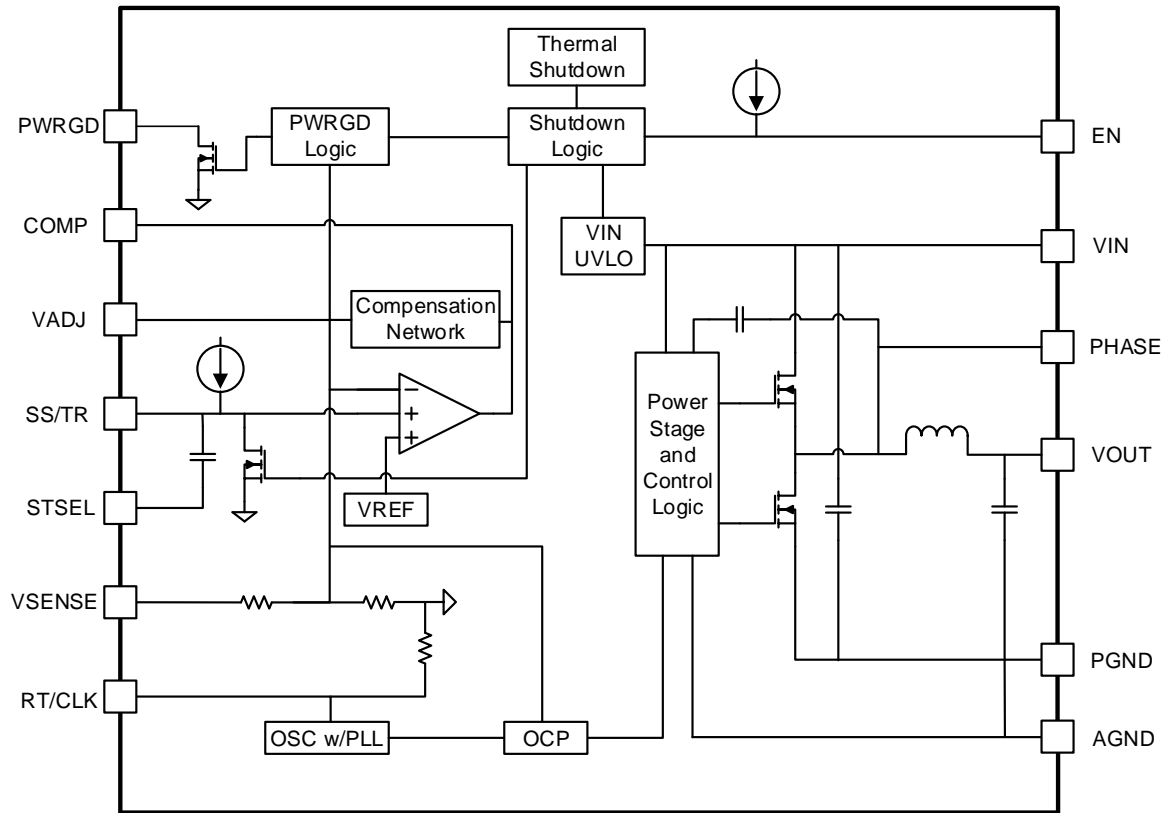 Thermal
Shutdown
PWRGD
PWRGD
Logic
Shutdown
Logic
EN
COMP
VIN
UVLO
VIN
VADJ
Compensation
Network
PHASE
SS/TR
−
+
+
Power
Stage
and
Control
Logic
VOUT
STSEL
VREF
VSENSE
PGND
RT/CLK
OSC w/PLL
OCP
AGND